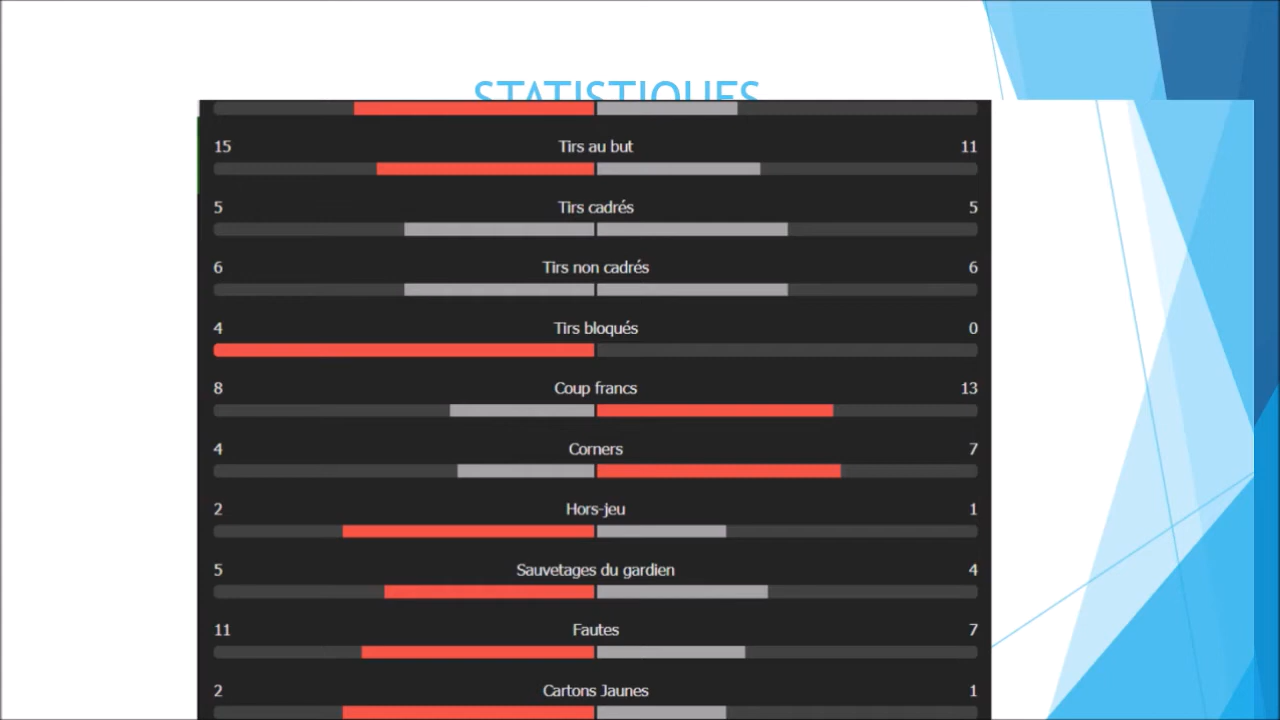 STATISTIQUES
15 Tirs au but 11
5 Tirs cadrés 5
6 Tirs non cadrés 6
4 Tirs bloqués 0
8 Coup francs 13
4 Corners 7
2 Hors-jeu 1
5 Sauvetages du gardien 4
11 Fautes 7
2 Cartons Jaunes 1